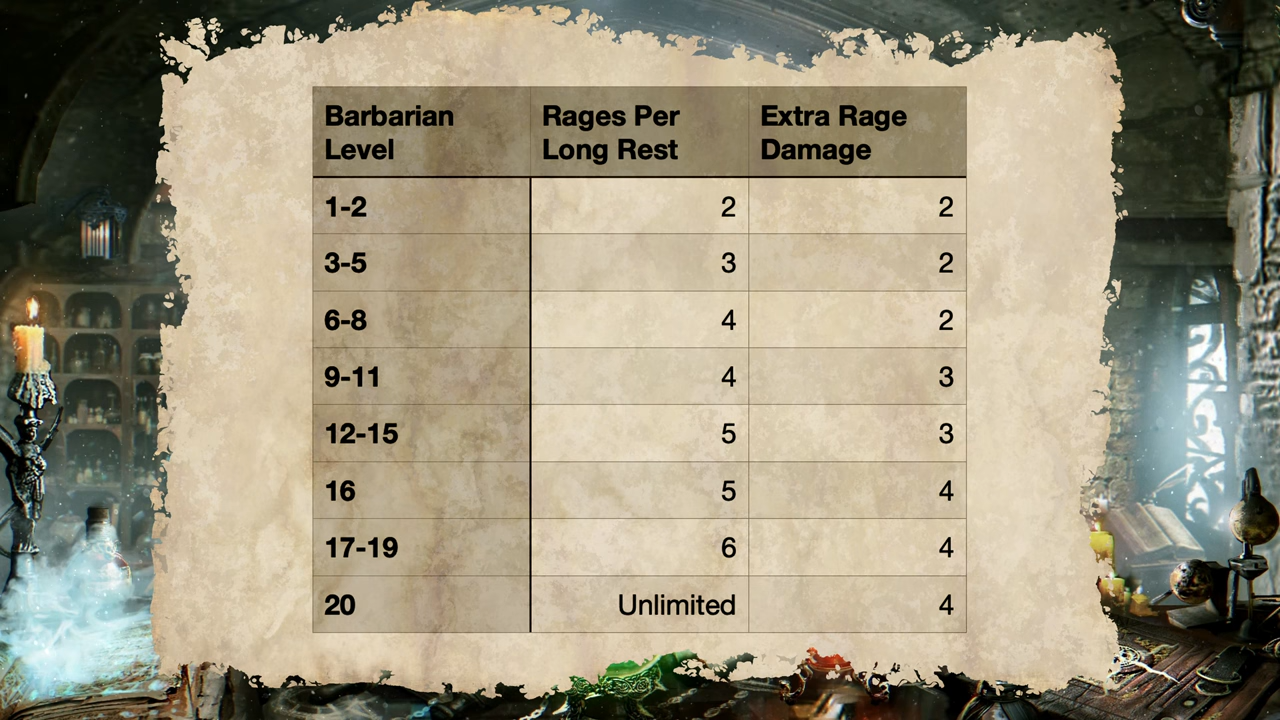 Barbarian Level
Rages Per Long Rest
Extra Rage Damage
1-2 2 2
3-5 3 2
6-8 4 2
9-11 4 3
12-15 5 3
16 5 4
17-19 6 4
20 Unlimited 4